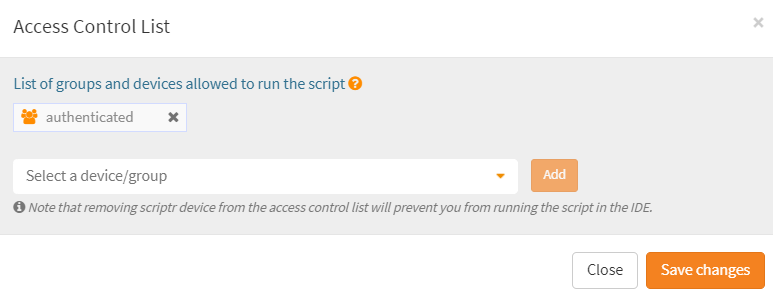 Access Control List
×
List of groups and devices allowed to run the script
authenticated
Select a device/group
Add
Note that removing scriptr device from the access control list will prevent you from running the script in the IDE.
Close
Save changes